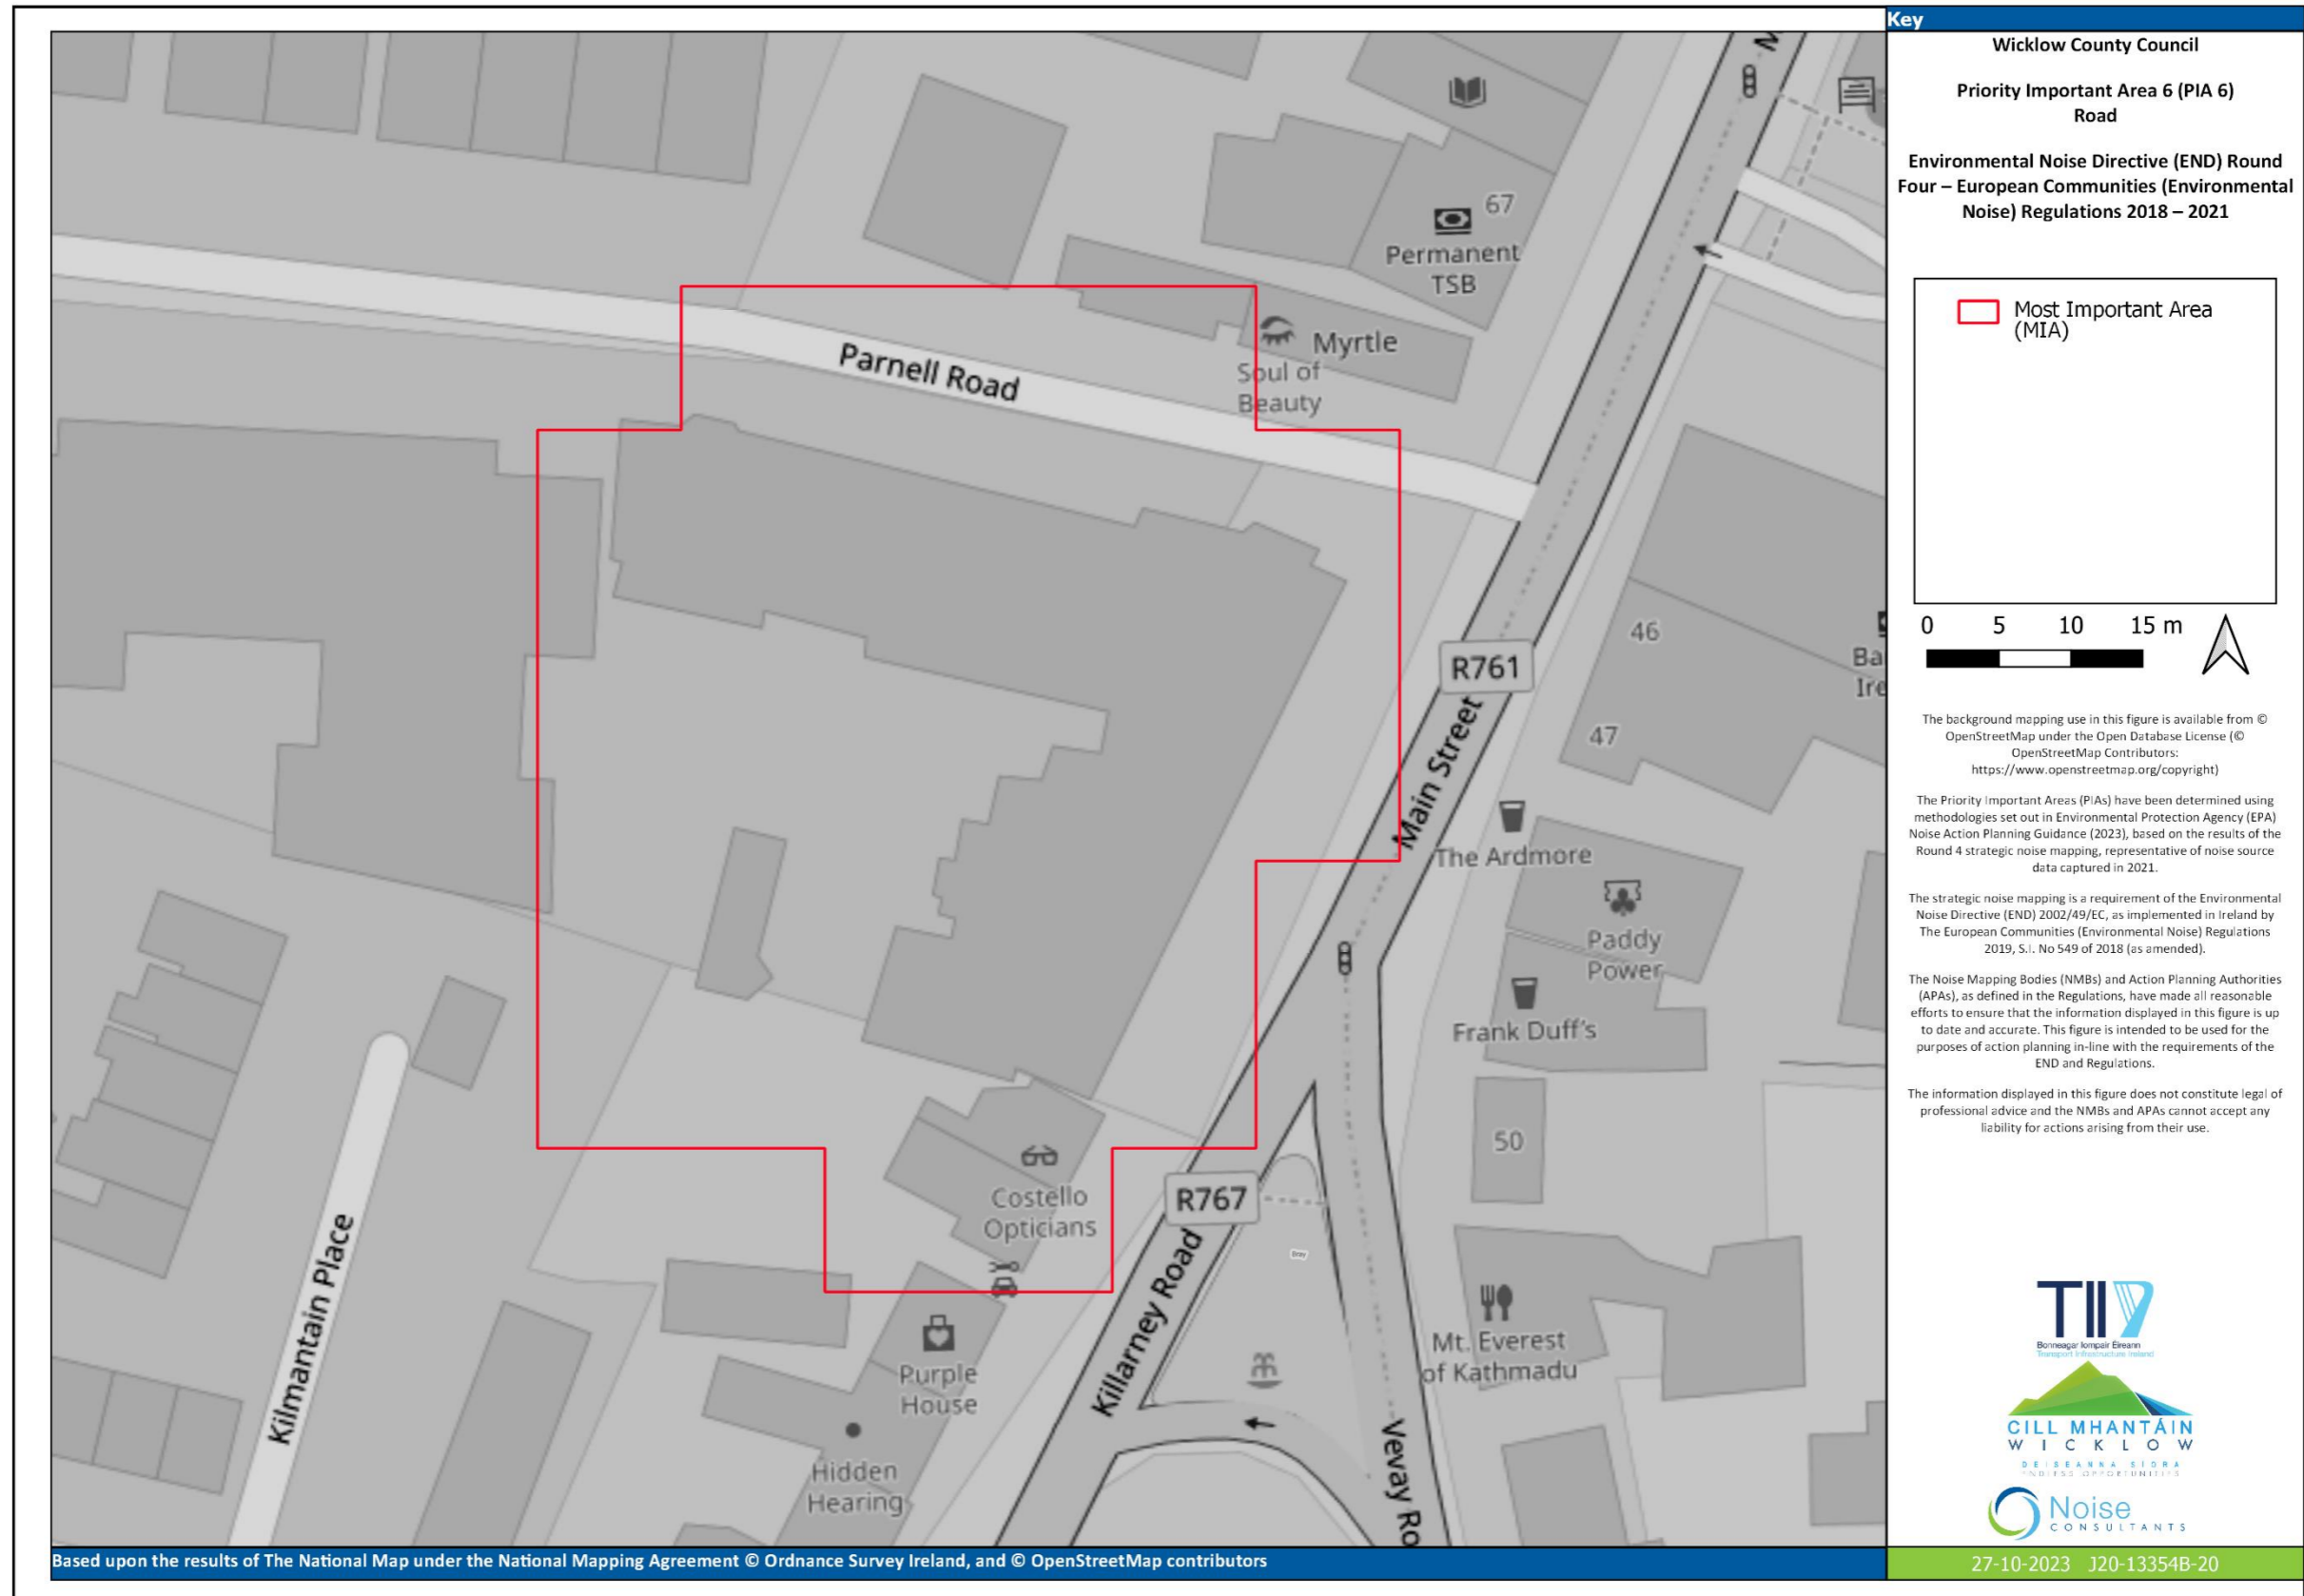 Key
Wicklow County Council
Priority Important Area 6 (PIA 6)
Road
Environmental Noise Directive (END) Round
Four – European Communities (Environmental
Noise) Regulations 2018 – 2021
Most Important Area
(MIA)
0 5 10 15 m
The background mapping use in this figure is available from ©
OpenStreetMap under the Open Database License (©
OpenStreetMap Contributors:
https://www.openstreetmap.org/copyright)
The Priority Important Areas (PIAs) have been determined using
methodologies set out in Environmental Protection Agency (EPA)
Noise Action Planning Guidance (2023), based on the results of the
Round 4 strategic noise mapping, representative of noise source
data captured in 2021.
The strategic noise mapping is a requirement of the Environmental
Noise Directive (END) 2002/49/EC, as implemented in Ireland by
The European Communities (Environmental Noise) Regulations
2019, S.I. No 549 of 2018 (as amended).
The Noise Mapping Bodies (NMBs) and Action Planning Authorities
(APAs), as defined in the Regulations, have made all reasonable
efforts to ensure that the information displayed in this figure is up
to date and accurate. This figure is intended to be used for the
purposes of action planning in-line with the requirements of the
END and Regulations.
The information displayed in this figure does not constitute legal of
professional advice and the NMBs and APAs cannot accept any
liability for actions arising from their use.
TII
Bonneagar Iompair Éireann
Transport Infrastructure Ireland
CILL MHANTÁIN
WICKLOW
DEISEANNA SÍORA
ENDLESS OPPORTUNITIES
Noise
CONSULTANTS
27-10-2023 J20-13354B-20
M
67
Permanent
TSB
Myrtle
Soul of
Beauty
Parnell Road
46
R761
Ba
Ire
47
Main Street
The Ardmore
Paddy
Power
Frank Duff's
50
Costello
Opticians
R767
Bray
Kilmantain Place
Killarney Road
Mt. Everest
of Kathmadu
Purple
House
Hidden
Hearing
Vevay Ro
Based upon the results of The National Map under the National Mapping Agreement © Ordnance Survey Ireland, and © OpenStreetMap contributors